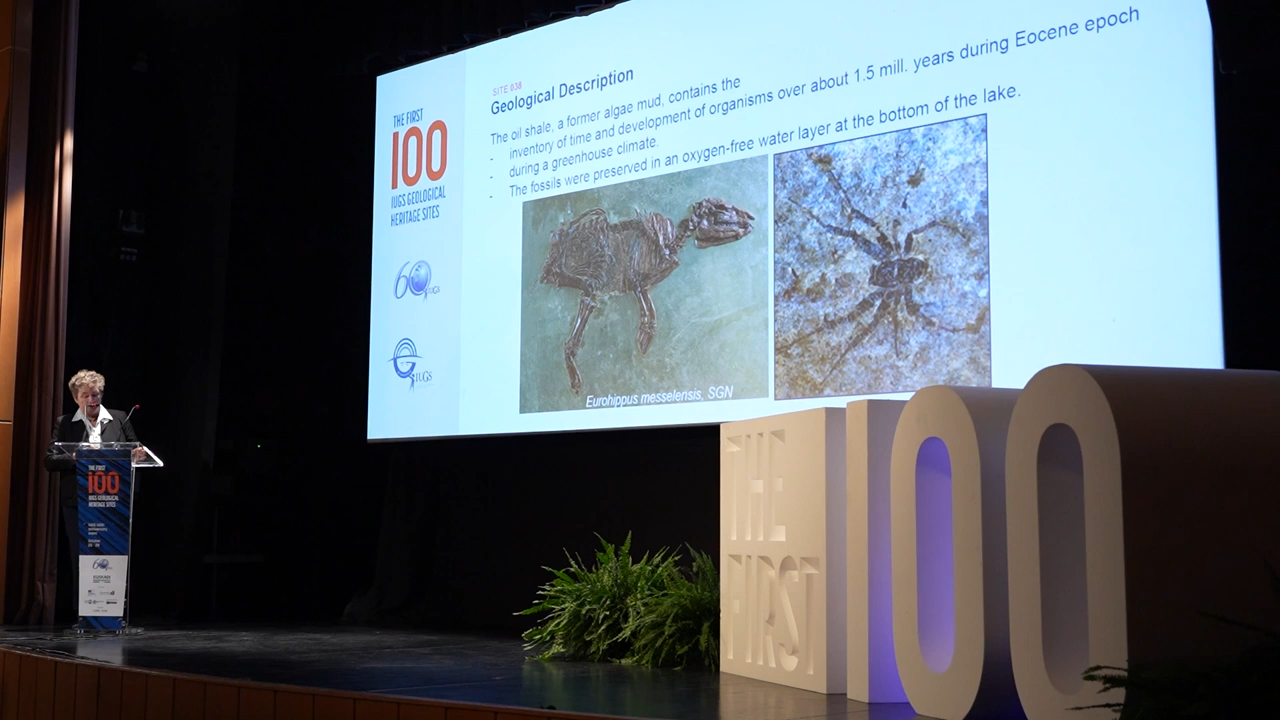 SITE 038
Geological Description
The oil shale, a former algae mud, contains the
- inventory of time and development of organisms over about 1.5 mill. years during Eocene epoch
- during a greenhouse climate.
- The fossils were preserved in an oxygen-free water layer at the bottom of the lake.
THE FIRST
100
IUGS GEOLOGICAL
HERITAGE SITES
60
IUGS
IUGS
Eurohippus messelensis, SGN
THE FIRST
100
IUGS GEOLOGICAL
HERITAGE SITES
60
THE
FIRST
100